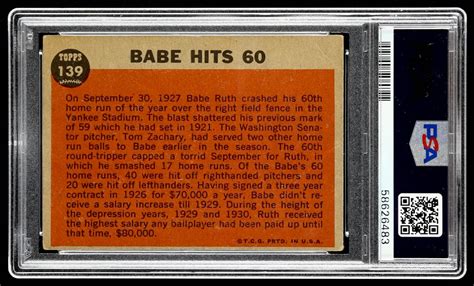 TOPPS
139
BABE HITS 60
On September 30, 1927 Babe Ruth crashed his 60th
home run of the year over the right field fence in the
Yankee Stadium. The blast shattered his previous mark
of 59 which he had set in 1921. The Washington Sena-
tor pitcher, Tom Zachary, had served two other home
run balls to Babe earlier in the season. The 60th
round-tripper capped a torrid September for Ruth, in
which he smashed 17 home runs. Of the Babe's 60
home runs, 40 were hit off righthanded pitchers and
20 were hit off lefthanders. Having signed a three year
contract in 1926 for $70,000 a year, Babe didn't re-
ceive a salary increase till 1929. During the height of
the depression years, 1929 and 1930, Ruth received
the highest salary any ballplayer had been paid up
until that time, $80,000.
©T.C.G. PRTD. IN U.S.A.
PSA
58626483